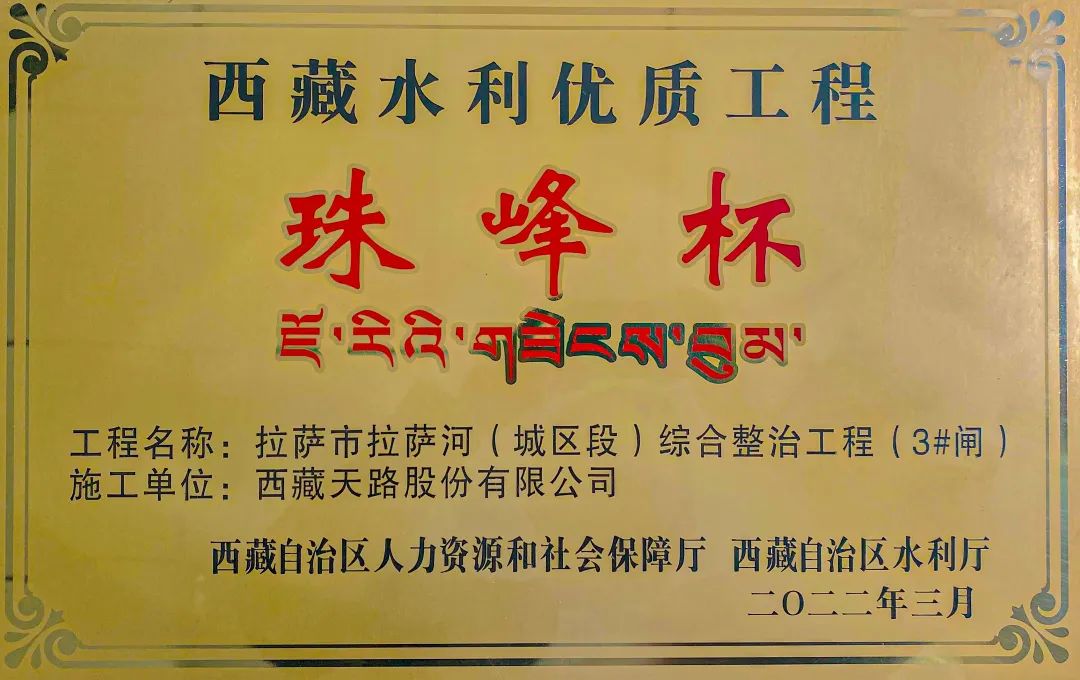 西藏水利优质工程
珠峰杯
ཇོ་རིའི་གཟེངས་བུམ་
工程名称：拉萨市拉萨河（城区段）综合整治工程（3#闸）
施工单位：西藏天路股份有限公司
西藏自治区人力资源和社会保障厅 西藏自治区水利厅
二〇二二年三月